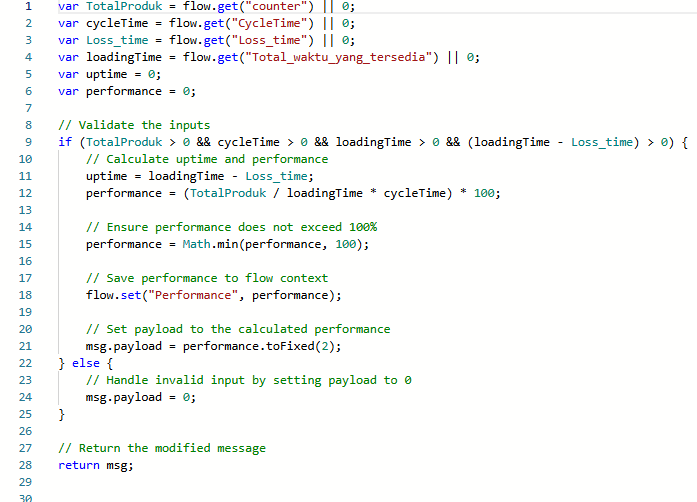 1 var TotalProduk = flow.get("counter") || 0;
2 var cycleTime = flow.get("CycleTime") || 0;
3 var Loss_time = flow.get("Loss_time") || 0;
4 var loadingTime = flow.get("Total_waktu_yang_tersedia") || 0;
5 var uptime = 0;
6 var performance = 0;
7
8 // Validate the inputs
9 if (TotalProduk > 0 && cycleTime > 0 && loadingTime > 0 && (loadingTime - Loss_time) > 0) {
10 // Calculate uptime and performance
11 uptime = loadingTime - Loss_time;
12 performance = (TotalProduk / loadingTime * cycleTime) * 100;
13
14 // Ensure performance does not exceed 100%
15 performance = Math.min(performance, 100);
16
17 // Save performance to flow context
18 flow.set("Performance", performance);
19
20 // Set payload to the calculated performance
21 msg.payload = performance.toFixed(2);
22 } else {
23 // Handle invalid input by setting payload to 0
24 msg.payload = 0;
25 }
26
27 // Return the modified message
28 return msg;
29
30